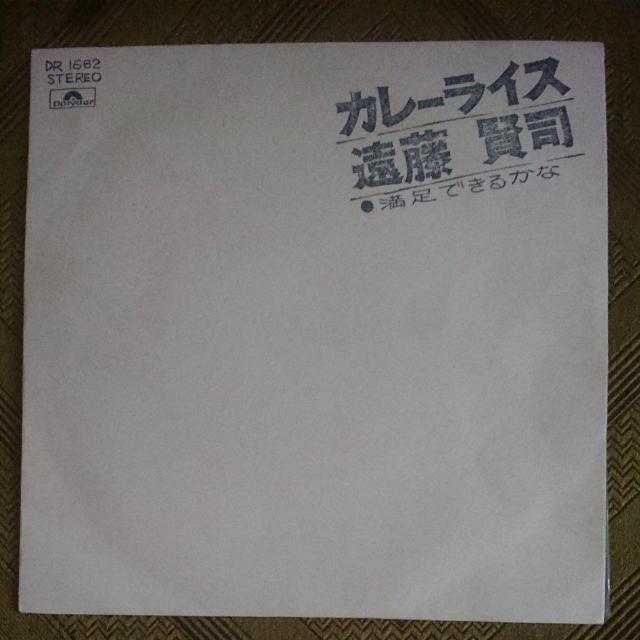 DR 1682
STEREO
Polydor
カレーライス
遠藤 賢司
●満足できるかな